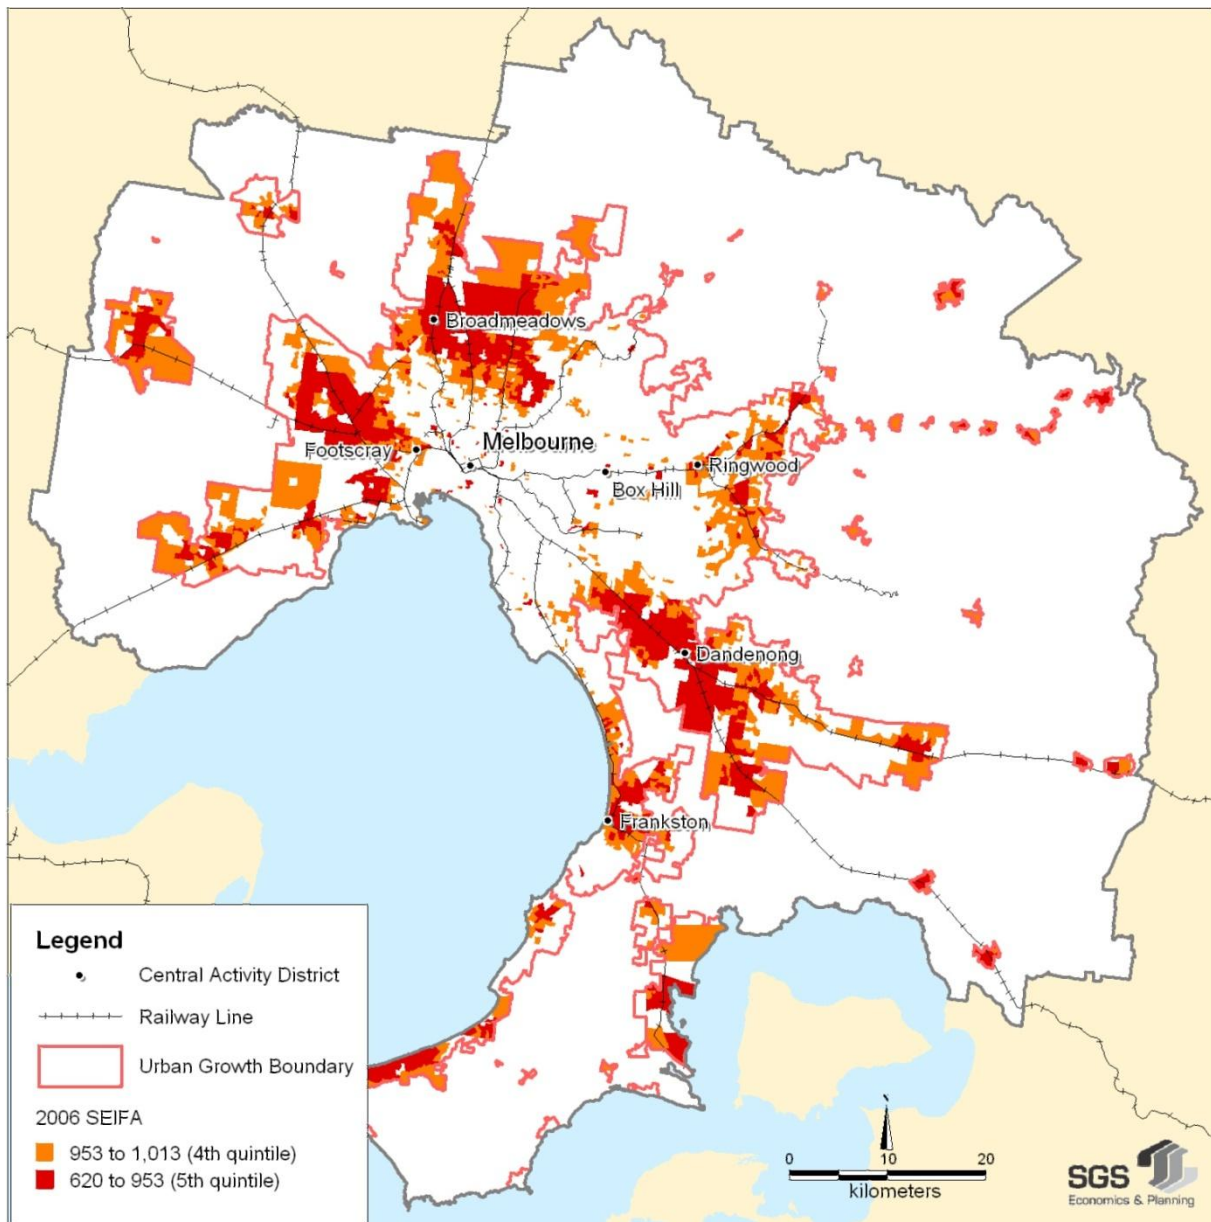 Broadmeadows
Melbourne
Footscray
Ringwood
Box Hill
Dandenong
Frankston
Legend
Central Activity District
Railway Line
Urban Growth Boundary
2006 SEIFA
953 to 1,013 (4th quintile)
620 to 953 (5th quintile)
0 10 20
kilometers
SGS
Economics & Planning